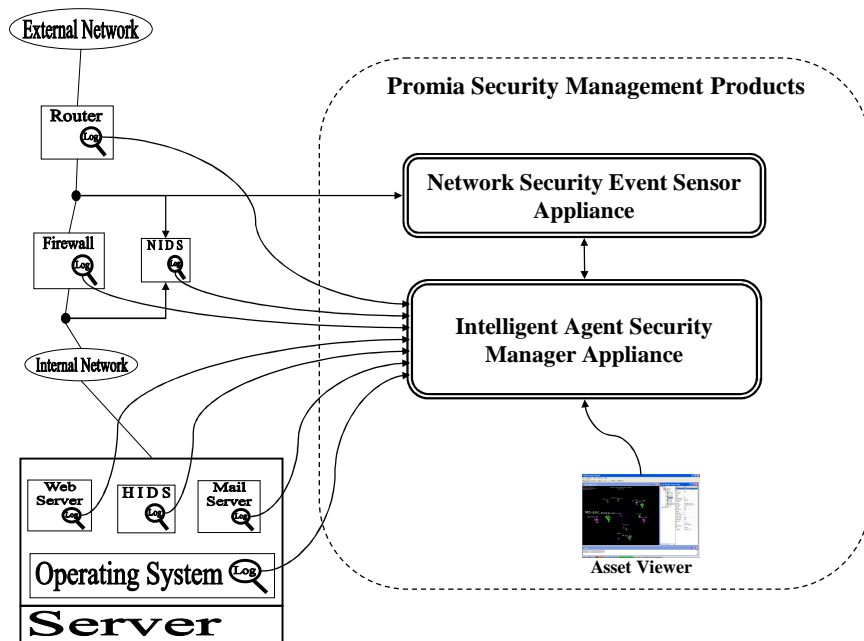 External Network
Router
Log
Firewall
Log
NIDS
Log
Internal Network
Web
Server
Log
HIDS
Log
Mail
Server
Log
Operating System
Log
Server
Promia Security Management Products
Network Security Event Sensor
Appliance
Intelligent Agent Security
Manager Appliance
Asset Viewer